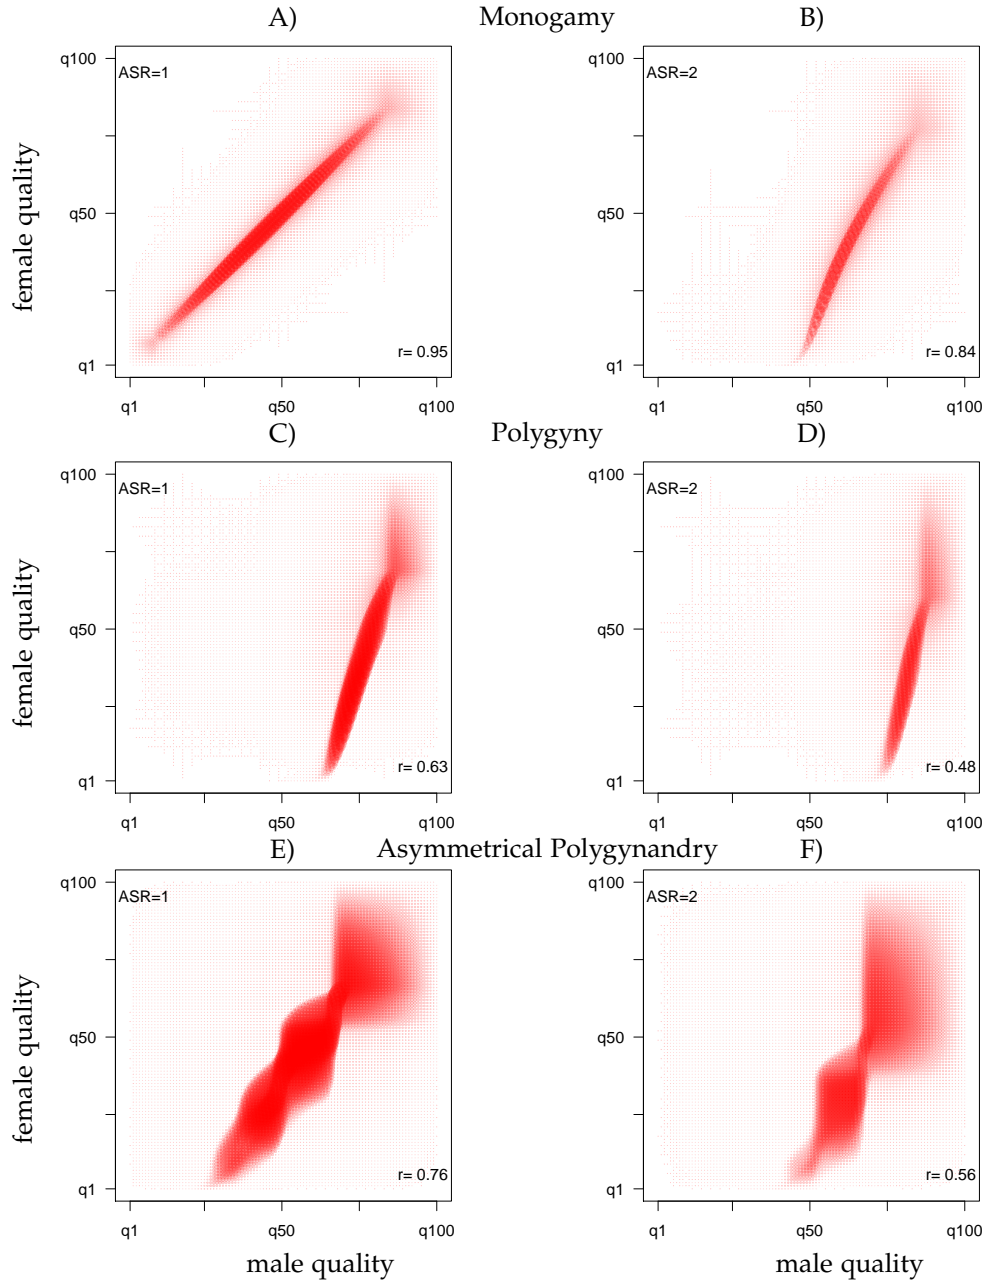 A) Monogamy B)
q100 ASR=1 q100 ASR=2
female quality
q50 q50
r= 0.95 r= 0.84
q1 q1
q1 q50 q100 q1 q50 q100
C) Polygyny D)
q100 ASR=1 q100 ASR=2
female quality
q50 q50
r= 0.63 r= 0.48
q1 q1
q1 q50 q100 q1 q50 q100
E) Asymmetrical Polygynandry F)
q100 ASR=1 q100 ASR=2
female quality
q50 q50
r= 0.76 r= 0.56
q1 q1
q1 q50 q100 q1 q50 q100
male quality male quality